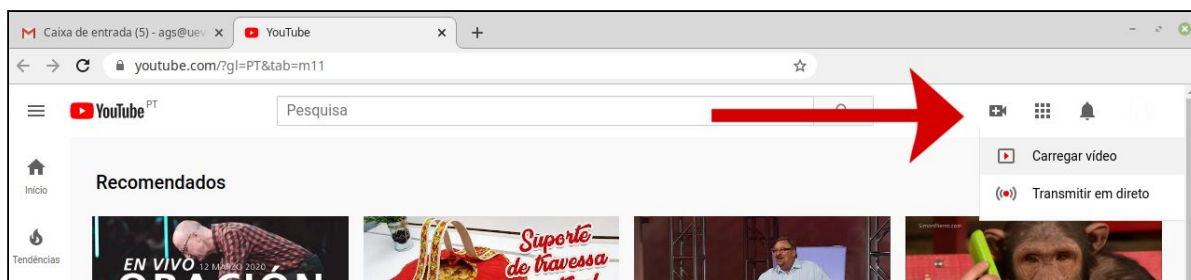 Caixa de entrada (5) - ags@uev
YouTube
youtube.com/?gl=PT&tab=m11
YouTube PT
Pesquisa
Carregar vídeo
Transmitir em direto
Início
Recomendados
Tendências
EN VIVO 12 MARZO 2020
ORACIÓN
Suporte
de travessa